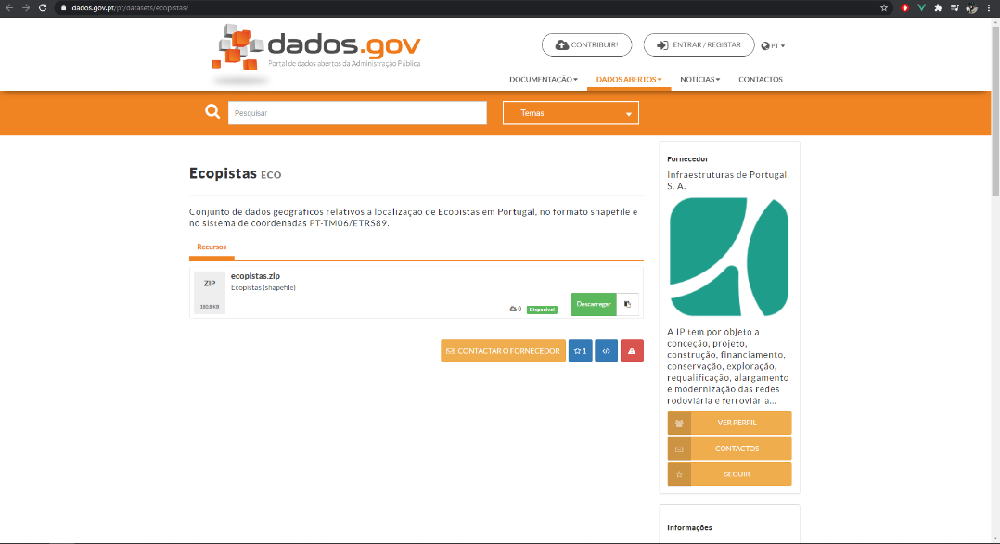 dados.gov.pt/pt/datasets/ecopistas/
dados.gov
Portal de dados abertos da Administração Pública
CONTRIBUIR!
ENTRAR / REGISTAR
PT
DOCUMENTAÇÃO
DADOS ABERTOS
NOTÍCIAS
CONTACTOS
Pesquisar
Temas
Ecopistas ECO
Conjunto de dados geográficos relativos à localização de Ecopistas em Portugal, no formato shapefile e
no sistema de coordenadas PT-TM06/ETRS89.
Recursos
ZIP
180.8 KB
ecopistas.zip
Ecopistas (shapefile)
0
Disponível
Descarregar
CONTACTAR O FORNECEDOR
1
Fornecedor
Infraestruturas de Portugal,
S. A.
A IP tem por objeto a
conceção, projeto,
construção, financiamento,
conservação, exploração,
requalificação, alargamento
e modernização das redes
rodoviária e ferroviária...
VER PERFIL
CONTACTOS
SEGUIR
Informações